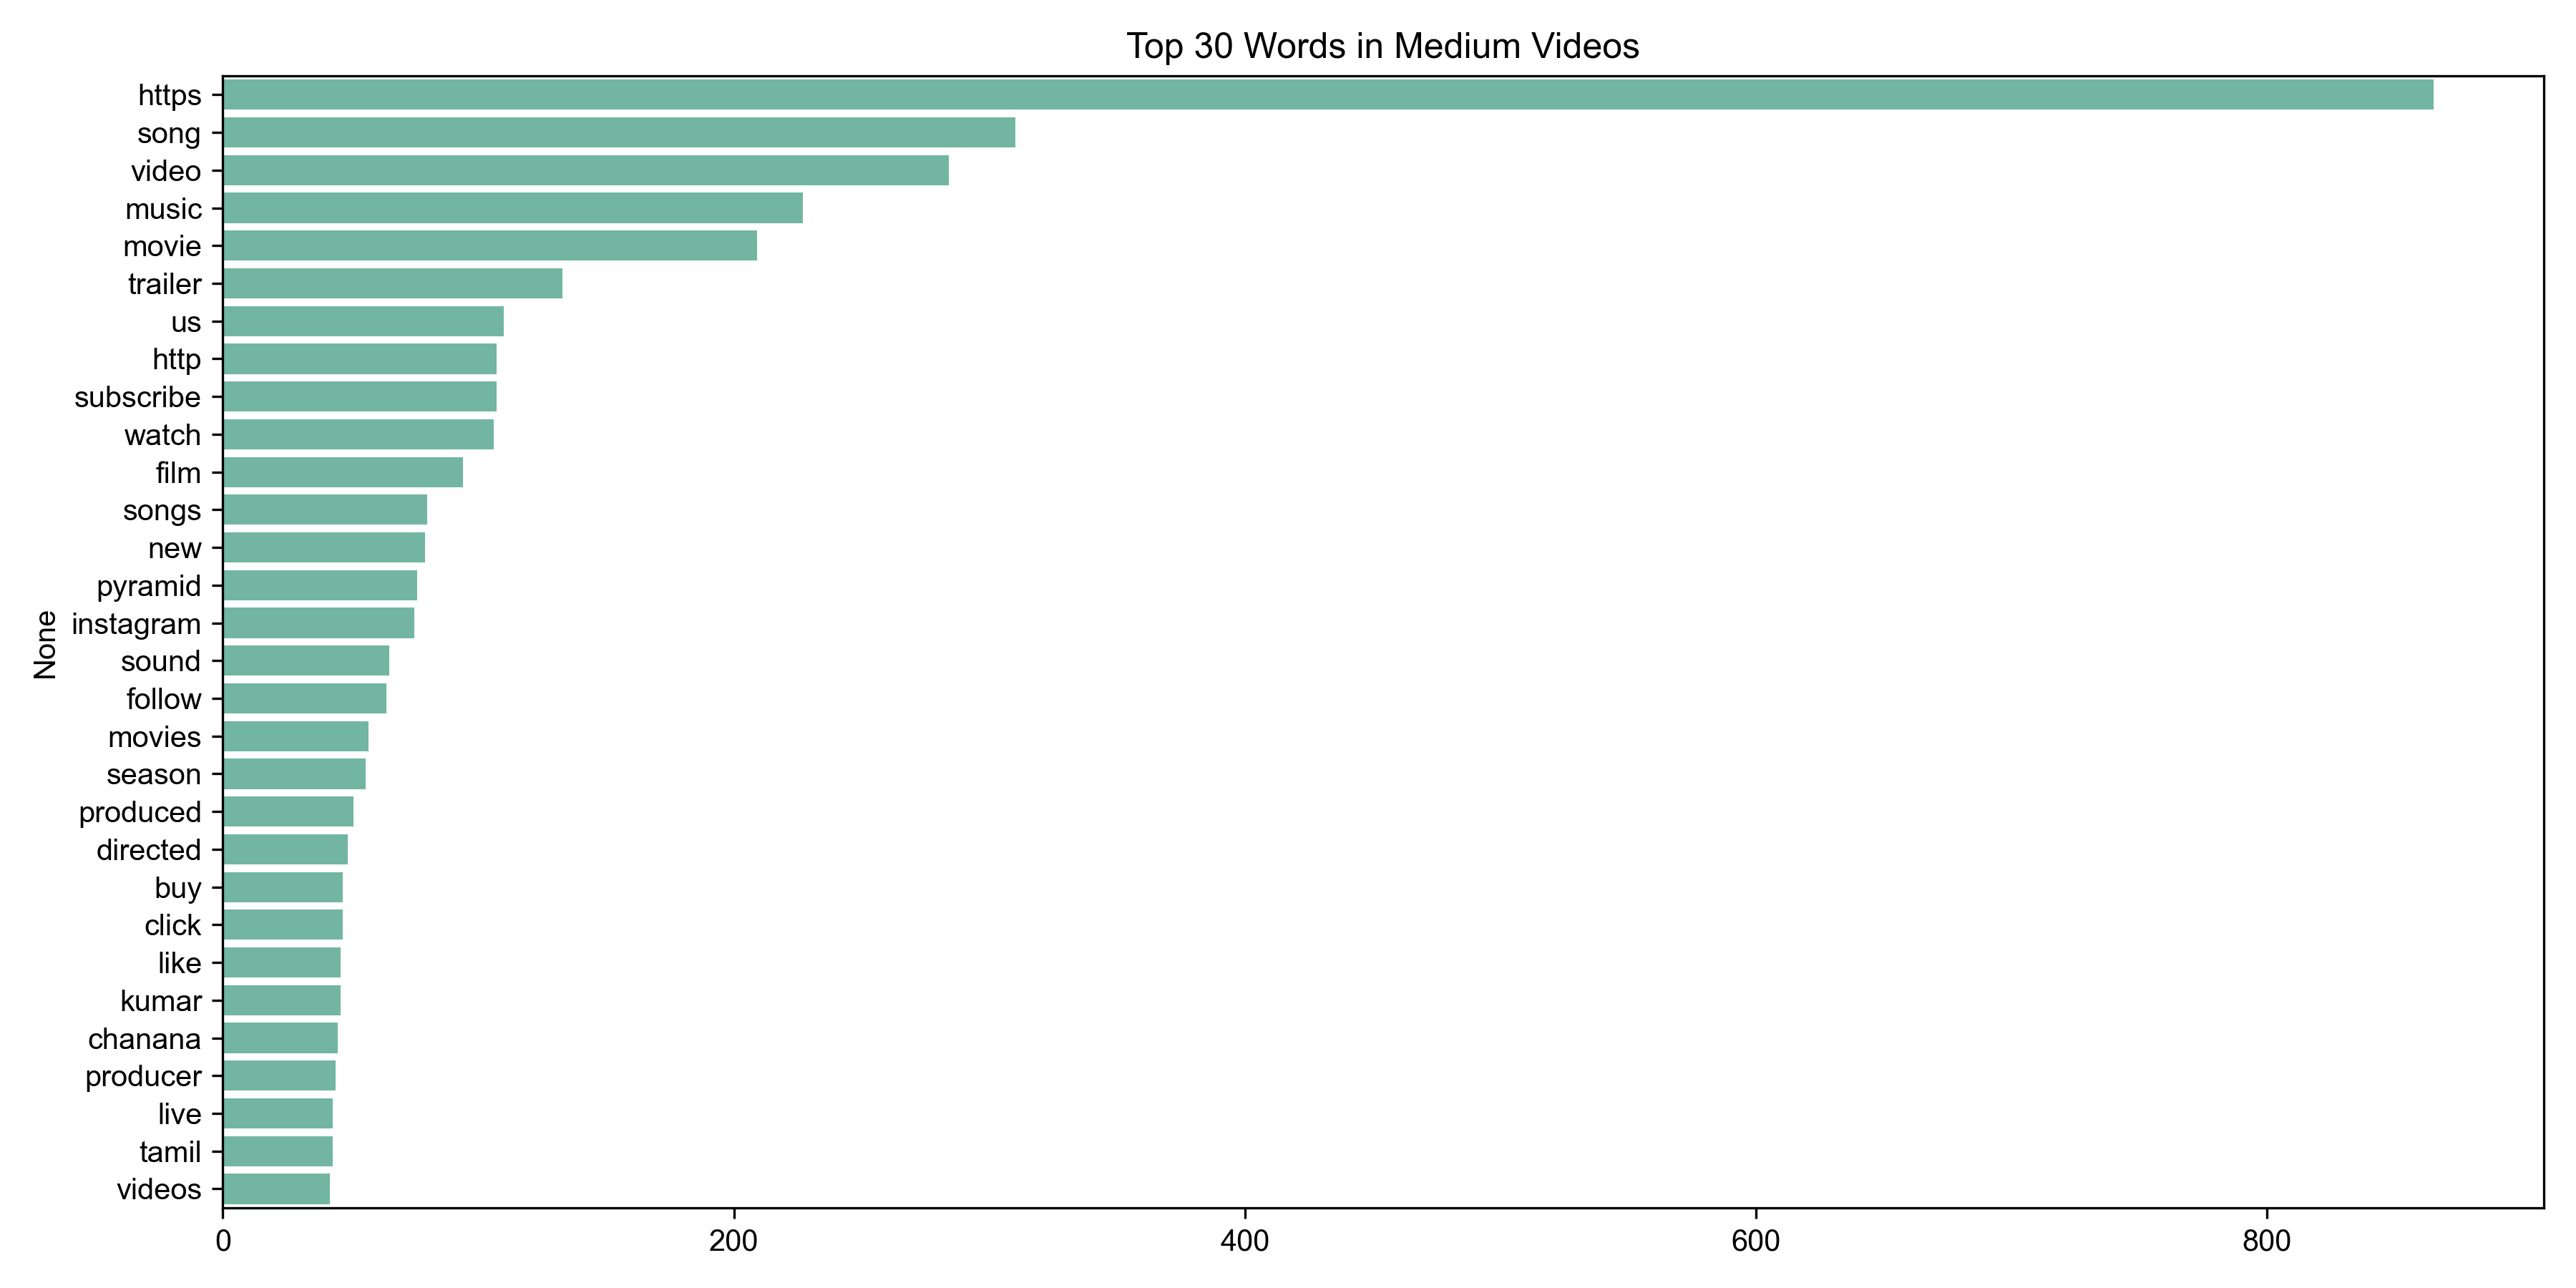 Top 30 Words in Medium Videos
https
song
video
music
movie
trailer
us
http
subscribe
watch
film
songs
new
pyramid
instagram
sound
follow
movies
season
produced
directed
buy
click
like
kumar
chanana
producer
live
tamil
videos
None
0 200 400 600 800